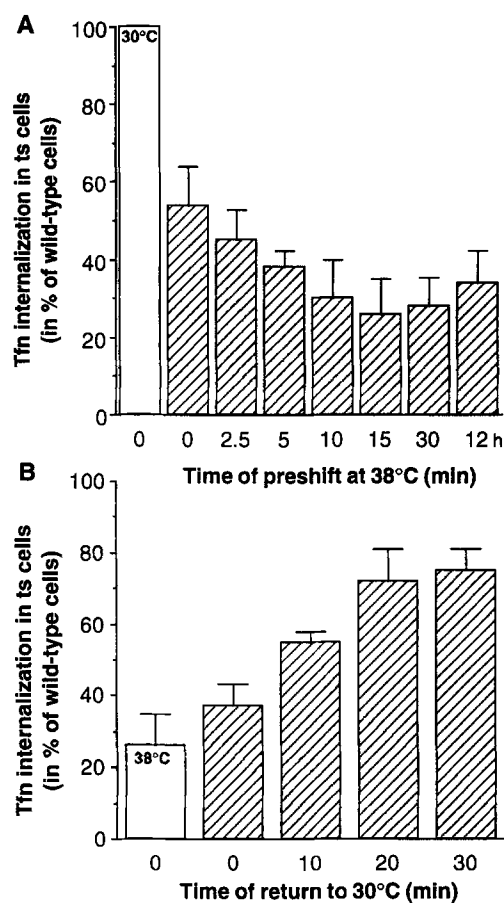 A
Tfn internalization in ts cells
(in % of wild-type cells)
100
80
60
40
20
0
30°C
0 0 2.5 5 10 15 30 12 h
Time of preshift at 38°C (min)
B
Tfn internalization in ts cells
(in % of wild-type cells)
100
80
60
40
20
0
38°C
0 0 10 20 30
Time of return to 30°C (min)